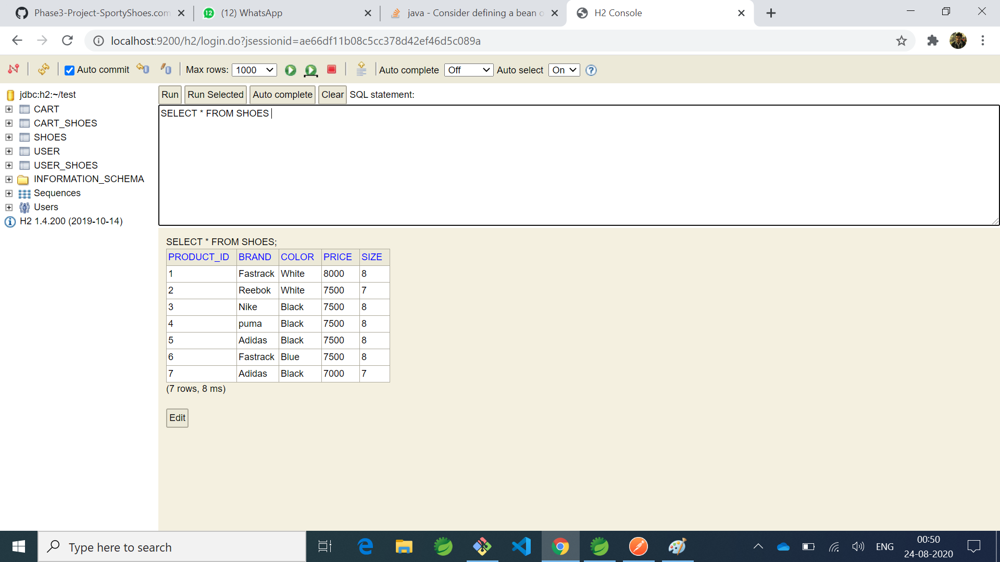 Phase3-Project-SportyShoes.com
12
(12) WhatsApp
java - Consider defining a bean o
H2 Console
localhost:9200/h2/login.do?jsessionid=ae66df11b08c5cc378d42ef46d5c089a
Auto commit Max rows: 1000 Auto complete Off Auto select On ?
jdbc:h2:~/test
CART
CART_SHOES
SHOES
USER
USER_SHOES
INFORMATION_SCHEMA
Sequences
Users
H2 1.4.200 (2019-10-14)
Run Run Selected Auto complete Clear SQL statement:
SELECT * FROM SHOES
SELECT * FROM SHOES;
PRODUCT_ID BRAND COLOR PRICE SIZE
1 Fastrack White 8000 8
2 Reebok White 7500 7
3 Nike Black 7500 8
4 puma Black 7500 8
5 Adidas Black 7500 8
6 Fastrack Blue 7500 8
7 Adidas Black 7000 7
(7 rows, 8 ms)
Edit
Type here to search
ENG
00:50
24-08-2020